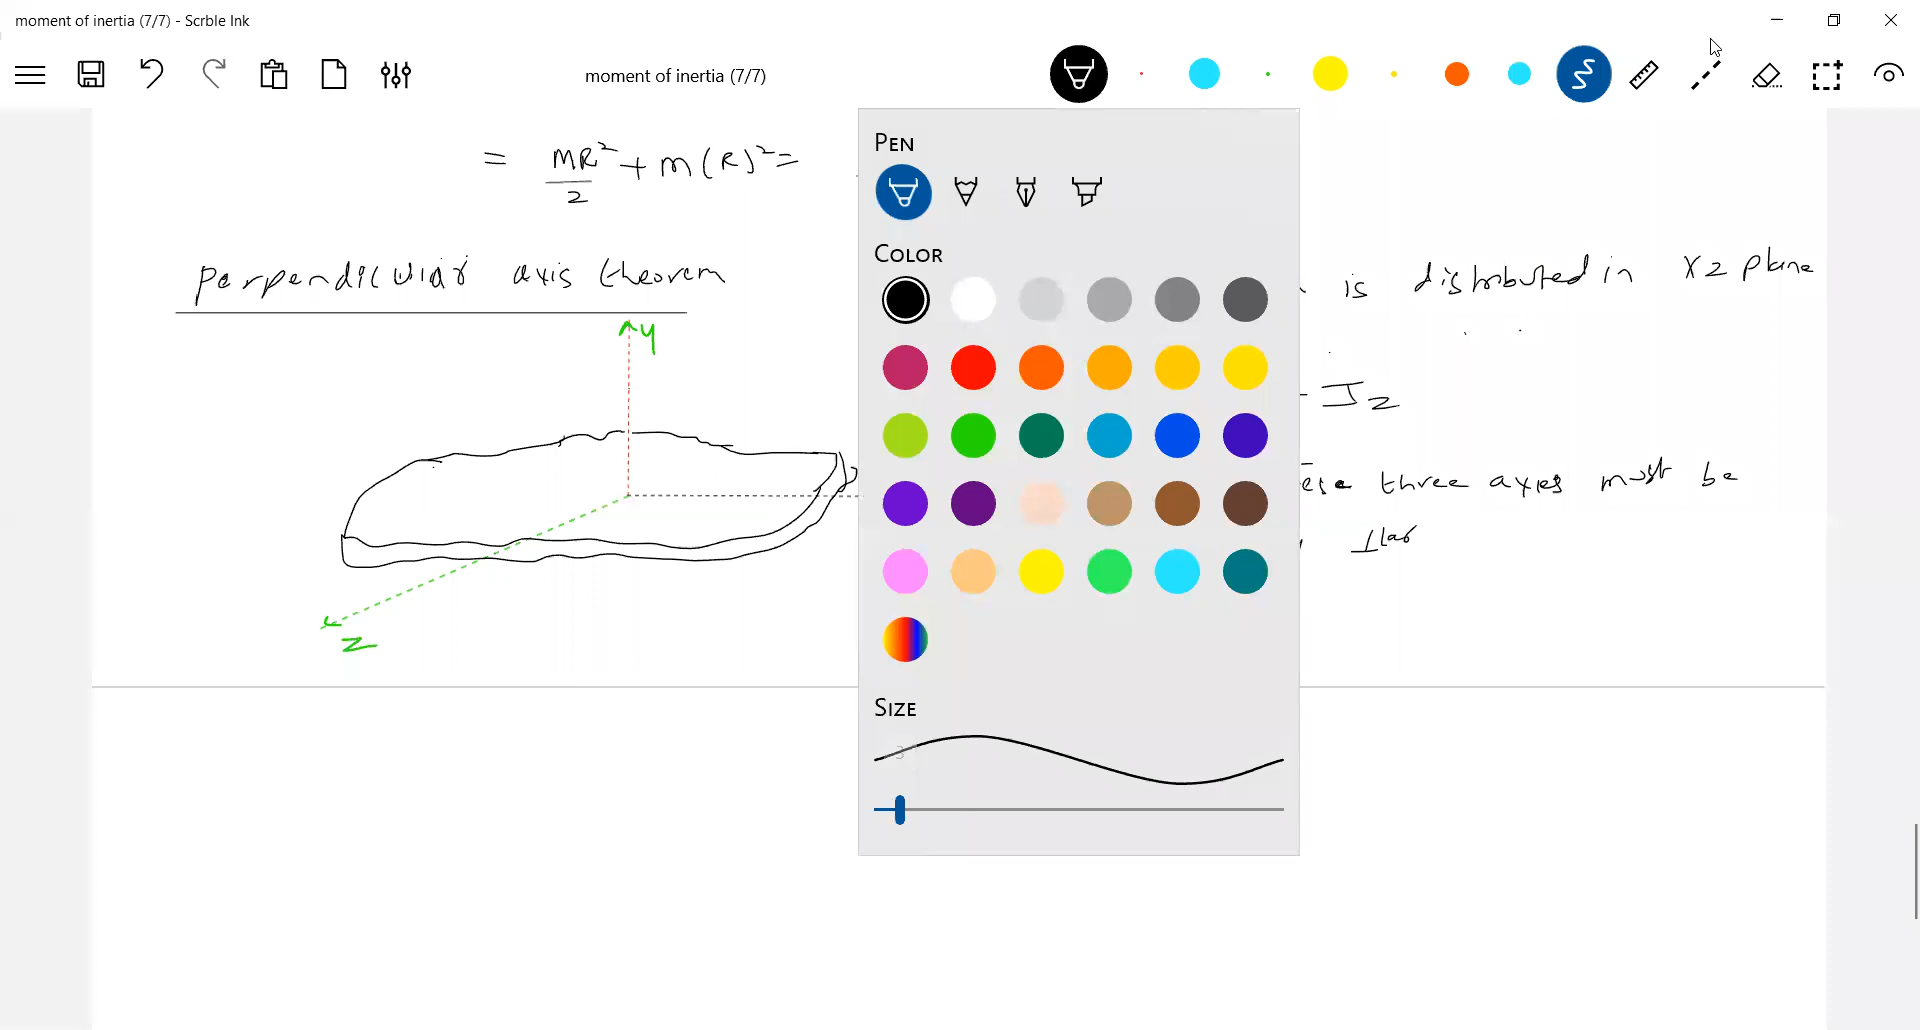 moment of inertia (7/7) - Scrble Ink
moment of inertia (7/7)
PEN
= MR²/2 + m(R)² =
COLOR
perpendicular axis theorem
is distributed in XZ plane
y
- I z
three axes must be
z
SIZE
3